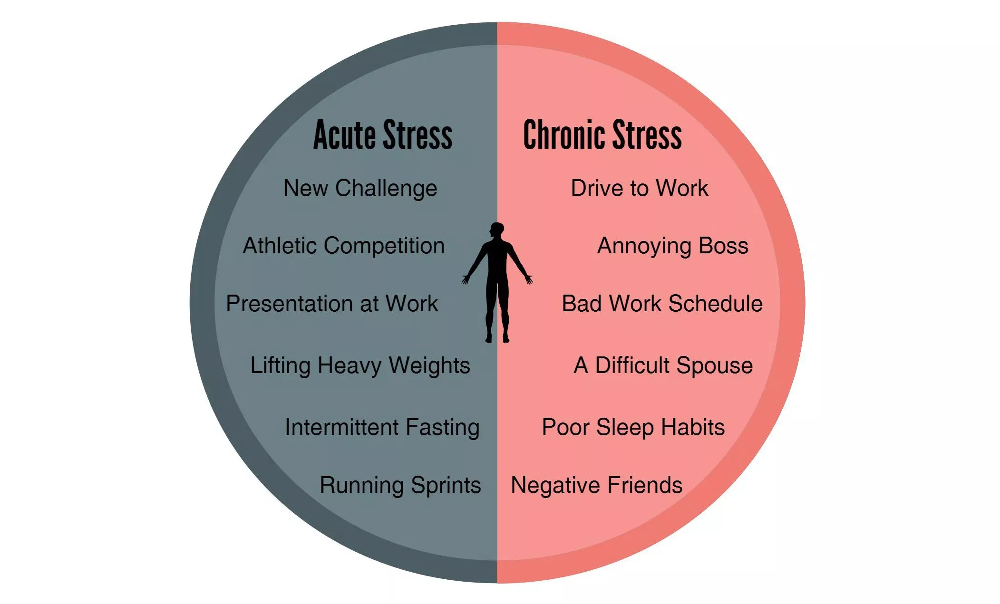 Acute Stress
New Challenge
Athletic Competition
Presentation at Work
Lifting Heavy Weights
Intermittent Fasting
Running Sprints
Chronic Stress
Drive to Work
Annoying Boss
Bad Work Schedule
A Difficult Spouse
Poor Sleep Habits
Negative Friends